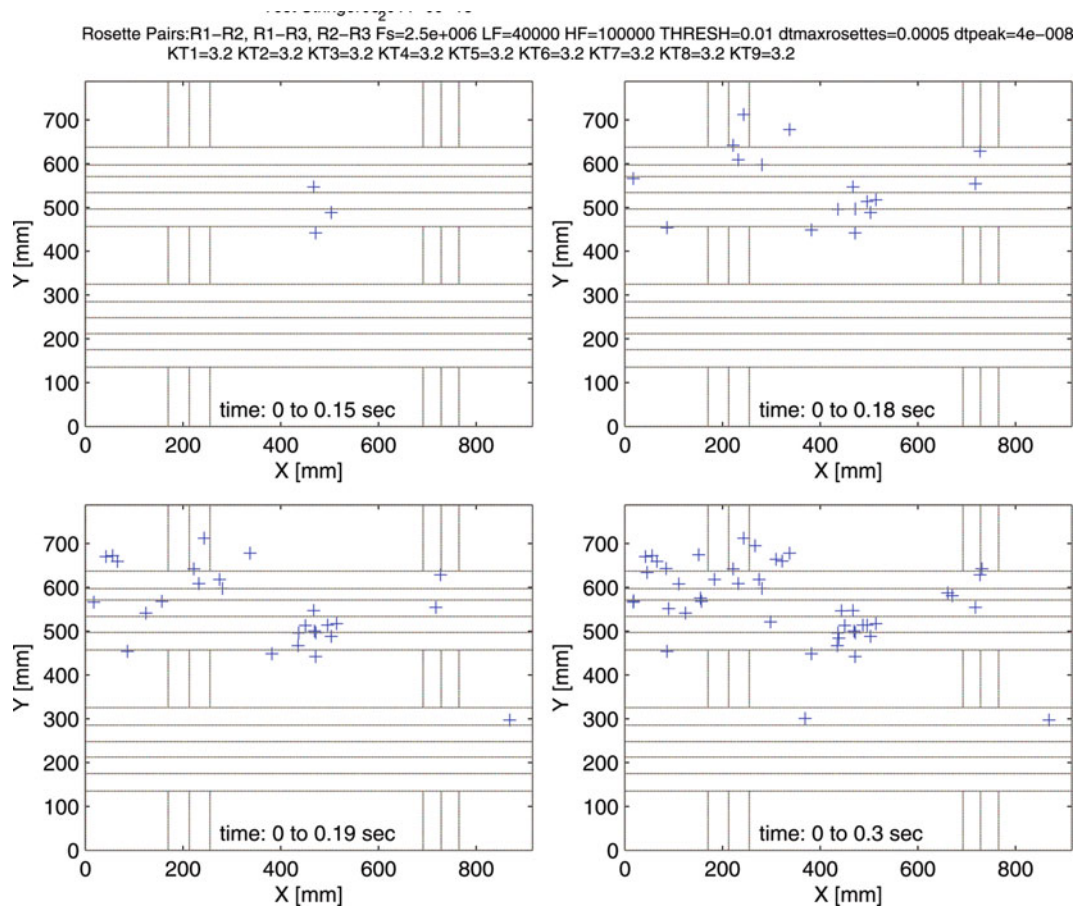 Rosette Pairs:R1−R2, R1−R3, R2−R3 Fs=2.5e+006 LF=40000 HF=100000 THRESH=0.01 dtmaxrosettes=0.0005 dtpeak=4e−008
KT1=3.2 KT2=3.2 KT3=3.2 KT4=3.2 KT5=3.2 KT6=3.2 KT7=3.2 KT8=3.2 KT9=3.2
700
600
500
400
300
200
100
0
Y [mm]
time: 0 to 0.15 sec
0 200 400 600 800
X [mm]
700
600
500
400
300
200
100
0
Y [mm]
time: 0 to 0.18 sec
0 200 400 600 800
X [mm]
700
600
500
400
300
200
100
0
Y [mm]
time: 0 to 0.19 sec
0 200 400 600 800
X [mm]
700
600
500
400
300
200
100
0
Y [mm]
time: 0 to 0.3 sec
0 200 400 600 800
X [mm]